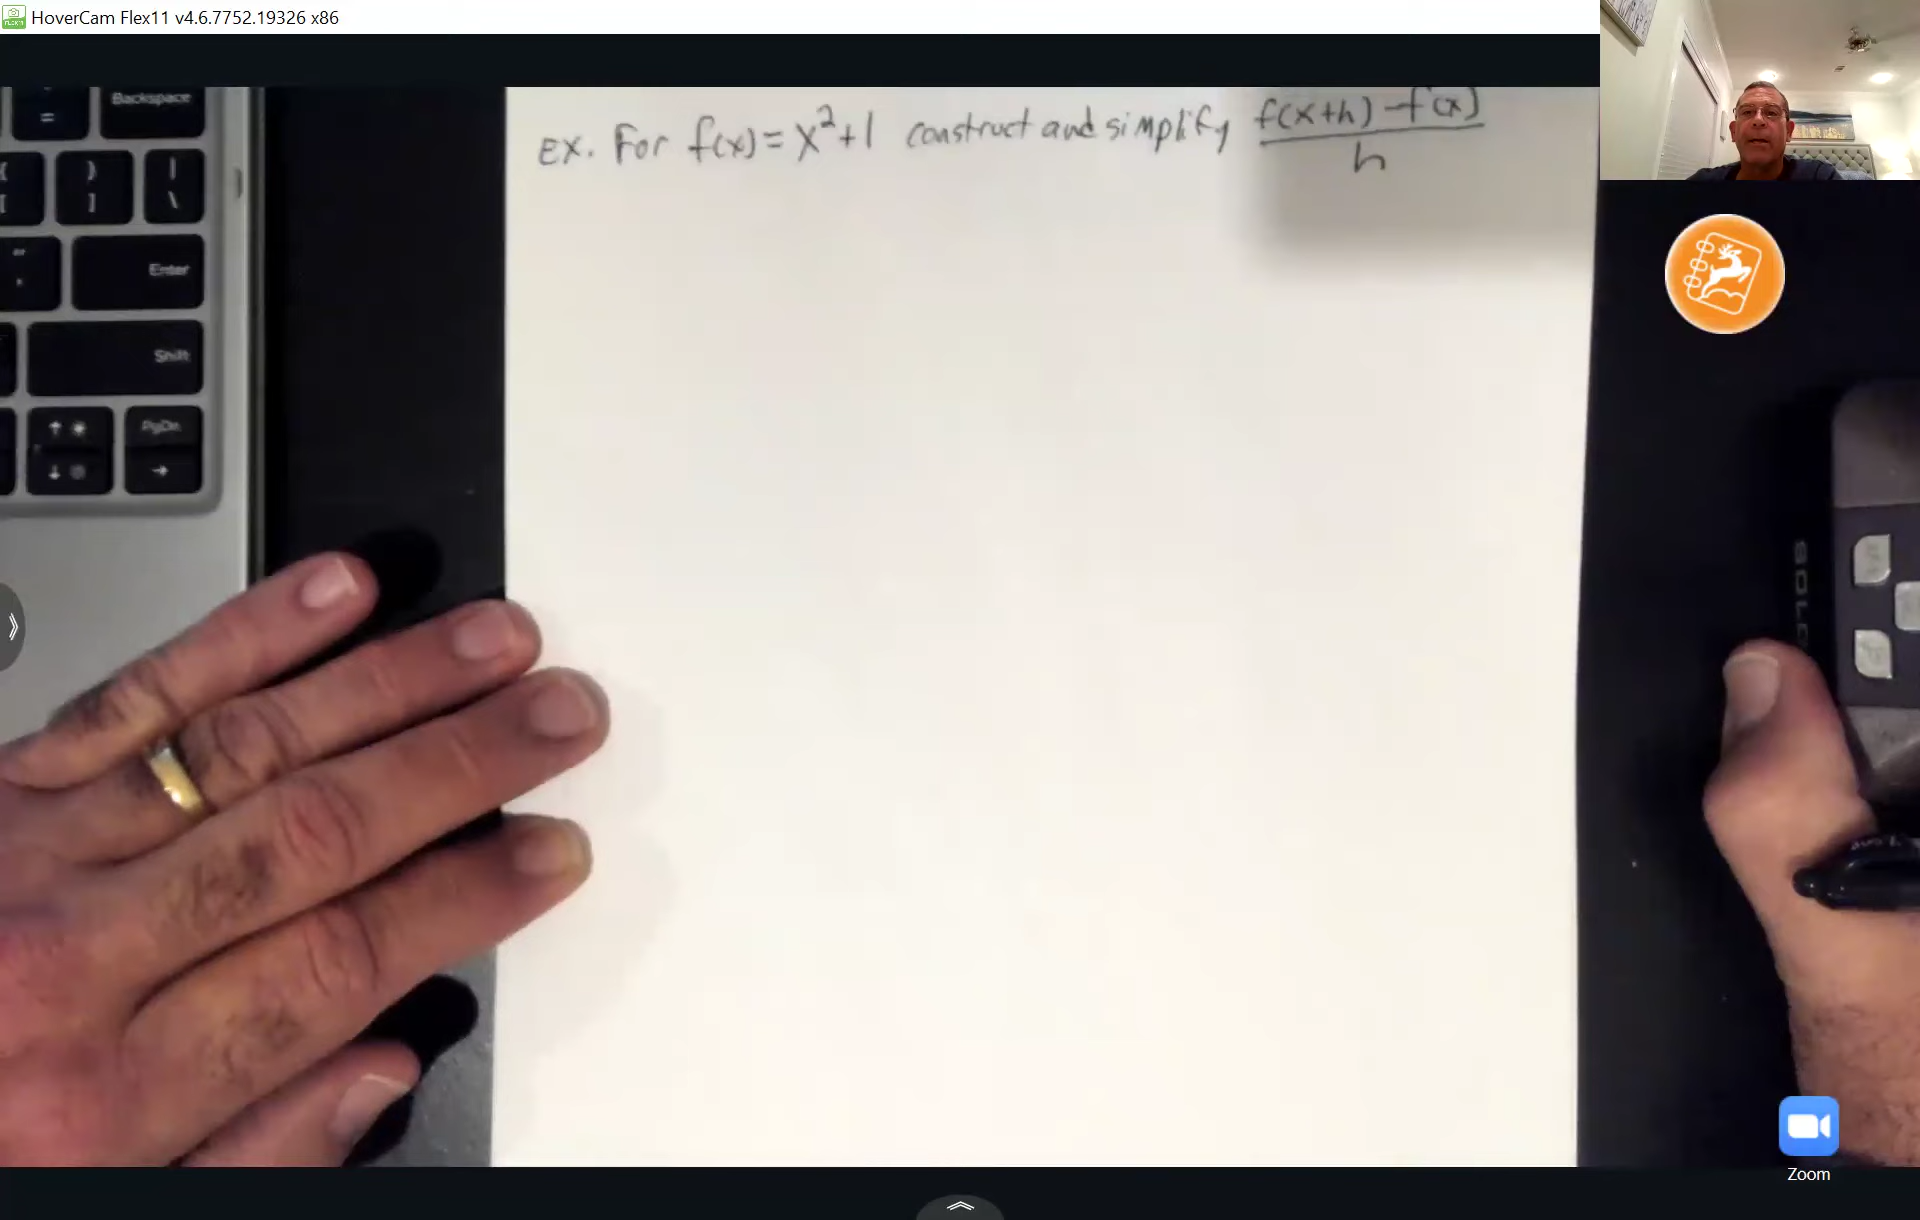 HoverCam Flex11 v4.6.7752.19326 x86
Backspace
=
{ } |
[ ] \
Enter
Shift
PgDn
EX. For f(x)=x²+1 construct and simplify f(x+h)-f(x)
h
Zoom